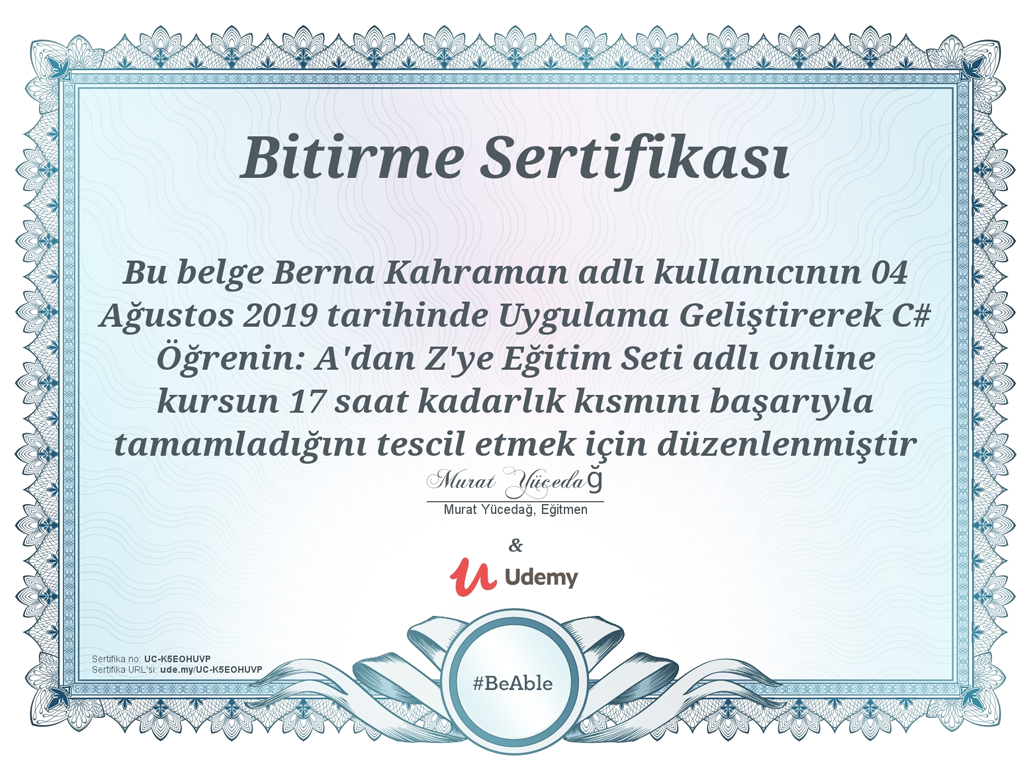 Bitirme Sertifikası
Bu belge Berna Kahraman adlı kullanıcının 04
Ağustos 2019 tarihinde Uygulama Geliştirerek C#
Öğrenin: A'dan Z'ye Eğitim Seti adlı online
kursun 17 saat kadarlık kısmını başarıyla
tamamladığını tescil etmek için düzenlenmiştir
Murat Yücedağ
Murat Yücedağ, Eğitmen
&
Udemy
Sertifika no: UC-K5EOHUVP
Sertifika URL'si: ude.my/UC-K5EOHUVP
#BeAble